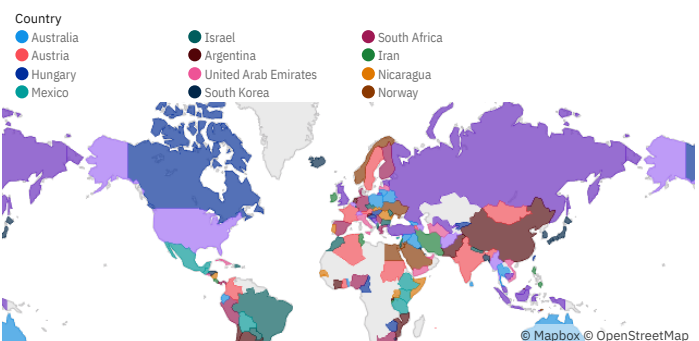 Country
Australia
Austria
Hungary
Mexico
Israel
Argentina
United Arab Emirates
South Korea
South Africa
Iran
Nicaragua
Norway
© Mapbox © OpenStreetMap